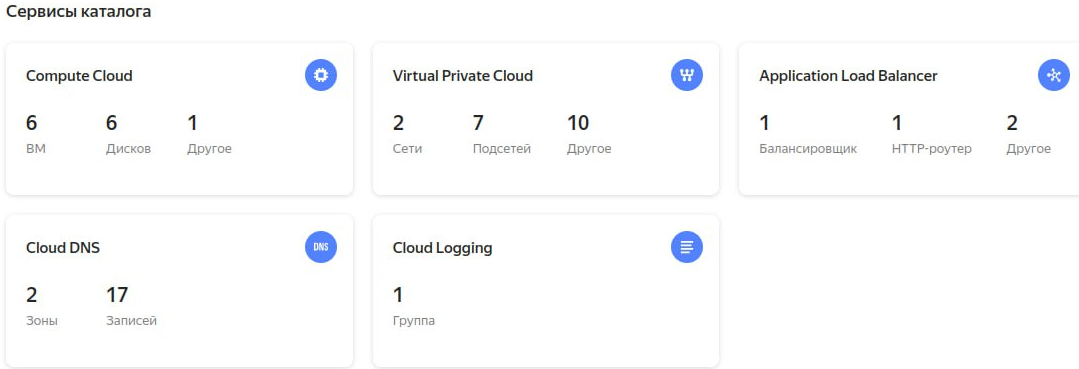 Сервисы каталога
Compute Cloud
6 6 1
ВМ Дисков Другое
Virtual Private Cloud
2 7 10
Сети Подсетей Другое
Application Load Balancer
1 1 2
Балансировщик HTTP-роутер Другое
Cloud DNS
DNS
2 17
Зоны Записей
Cloud Logging
1
Группа